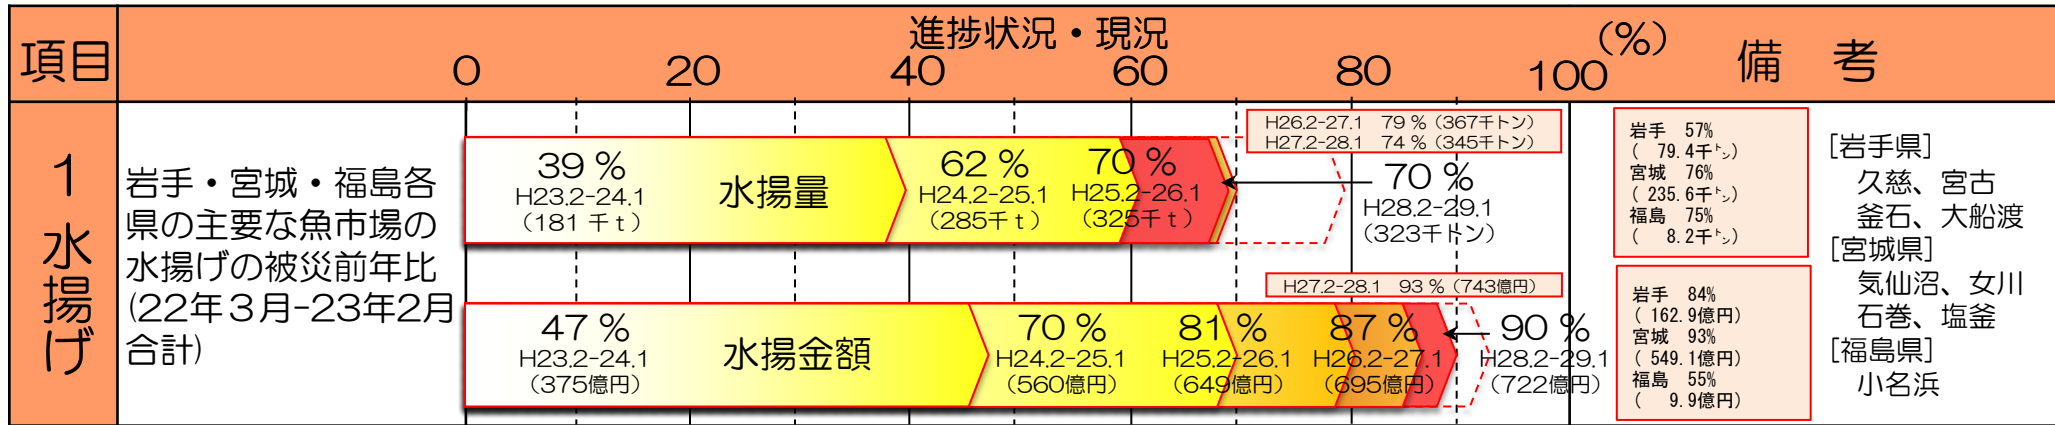 項目
進捗状況・現況
(%)
備 考
0 20 40 60 80 100
1 水揚げ
岩手・宮城・福島各
県の主要な魚市場の
水揚げの被災前年比
(22年３月-23年2月
合計)
39 %
H23.2-24.1
（181 千ｔ）
水揚量
62 %
H24.2-25.1
（285千ｔ）
70 %
H25.2-26.1
（325千ｔ）
H26.2-27.1 79 %（367千トン）
H27.2-28.1 74 %（345千トン）
70 %
H28.2-29.1
（323千トン）
47 %
H23.2-24.1
（375億円）
水揚金額
70 %
H24.2-25.1
（560億円）
81 %
H25.2-26.1
（649億円）
87 %
H26.2-27.1
（695億円）
H27.2-28.1 93 %（743億円）
90 %
H28.2-29.1
（722億円）
岩手 57%
( 79.4千㌧)
宮城 76%
( 235.6千㌧)
福島 75%
( 8.2千㌧)
岩手 84%
( 162.9億円)
宮城 93%
( 549.1億円)
福島 55%
( 9.9億円)
[岩手県]
久慈、宮古
釜石、大船渡
[宮城県]
気仙沼、女川
石巻、塩釜
[福島県]
小名浜